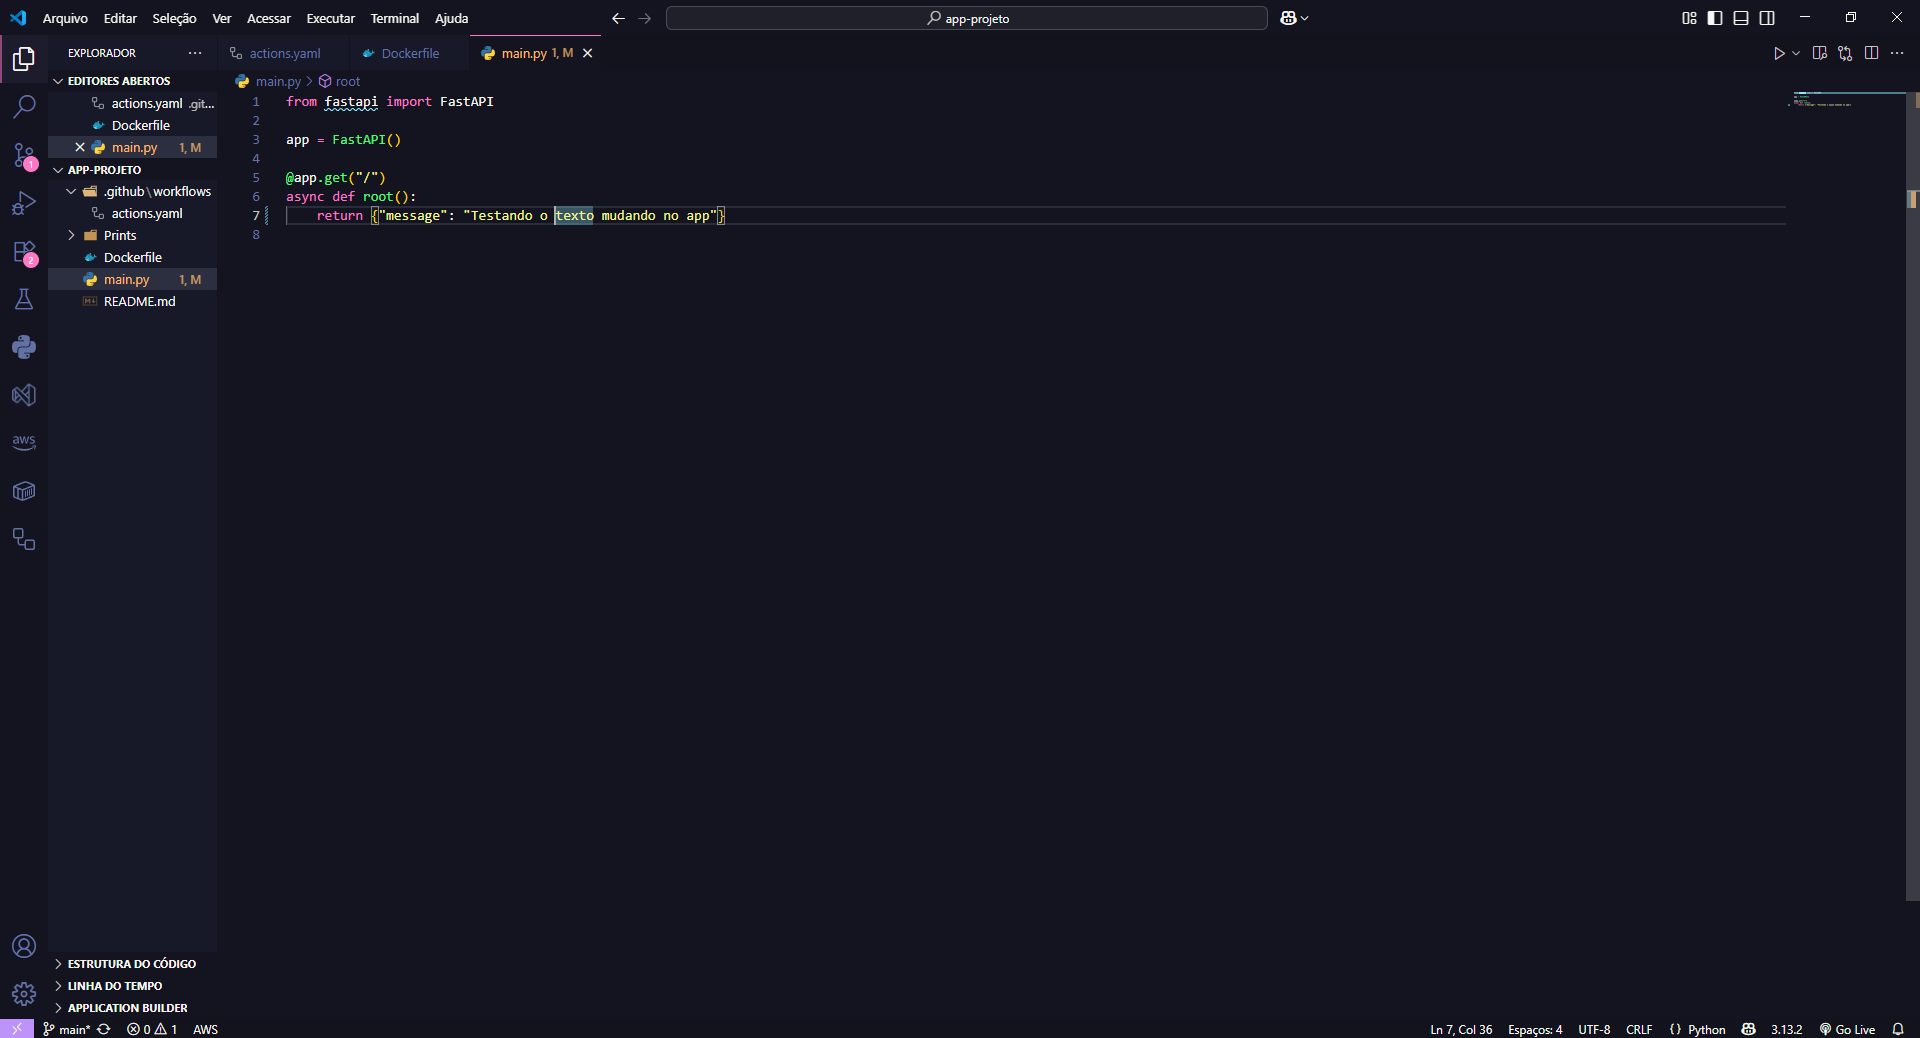 Arquivo Editar Seleção Ver Acessar Executar Terminal Ajuda
app-projeto
EXPLORADOR
actions.yaml Dockerfile main.py 1, M
EDITORES ABERTOS
actions.yaml .git...
Dockerfile
main.py 1, M
APP-PROJETO
.github\workflows
actions.yaml
Prints
Dockerfile
main.py 1, M
README.md
main.py > root
1 from fastapi import FastAPI
2
3 app = FastAPI()
4
5 @app.get("/")
6 async def root():
7 return {"message": "Testando o texto mudando no app"}
8
1
2
aws
ESTRUTURA DO CÓDIGO
LINHA DO TEMPO
APPLICATION BUILDER
main* 0 1 AWS
Ln 7, Col 36 Espaços: 4 UTF-8 CRLF {} Python 3.13.2 Go Live